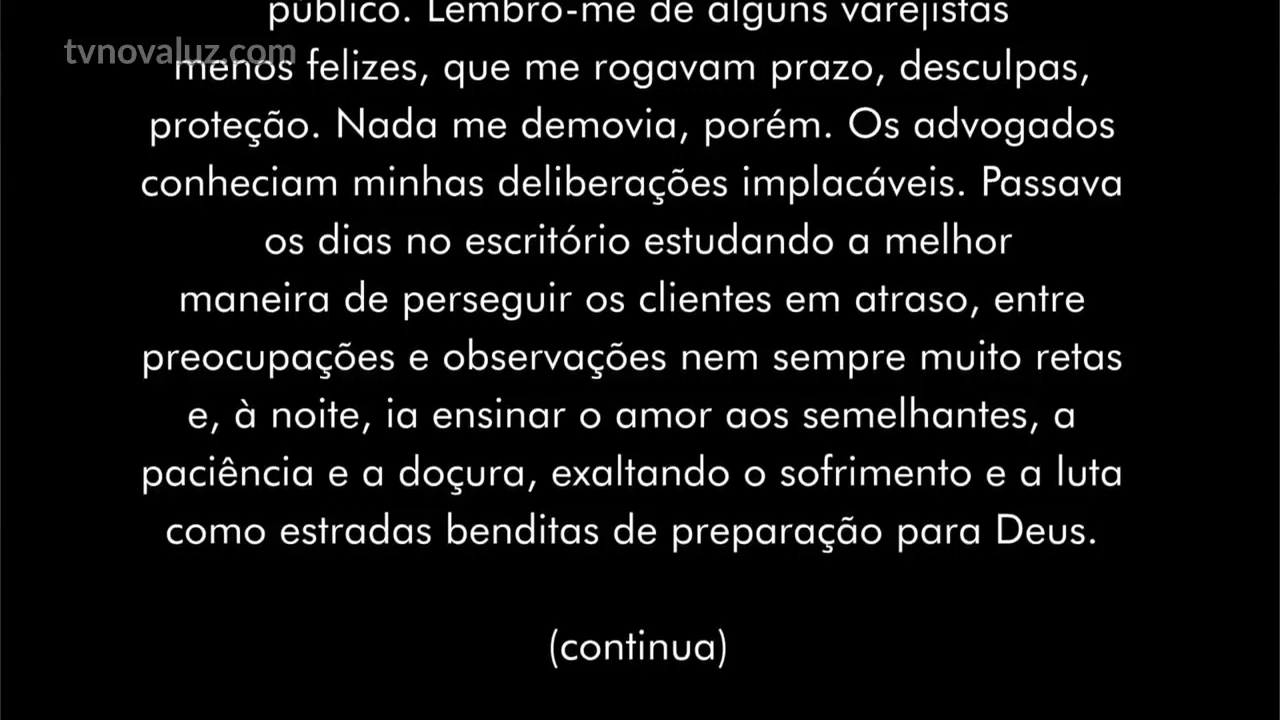 público. Lembro-me de alguns varejistas
tvnovaluz.com
menos felizes, que me rogavam prazo, desculpas,
proteção. Nada me demovia, porém. Os advogados
conheciam minhas deliberações implacáveis. Passava
os dias no escritório estudando a melhor
maneira de perseguir os clientes em atraso, entre
preocupações e observações nem sempre muito retas
e, à noite, ia ensinar o amor aos semelhantes, a
paciência e a doçura, exaltando o sofrimento e a luta
como estradas benditas de preparação para Deus.
(continua)